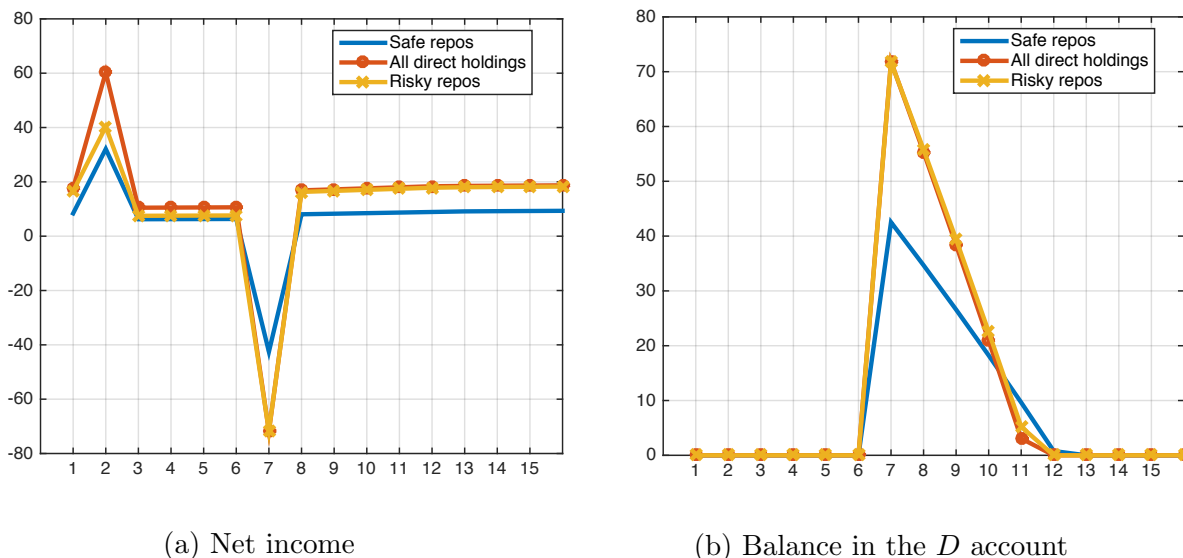 80
60
40
20
0
-20
-40
-60
-80
1 2 3 4 5 6 7 8 9 10 11 12 13 14 15
Safe repos
All direct holdings
Risky repos
(a) Net income
80
70
60
50
40
30
20
10
0
1 2 3 4 5 6 7 8 9 10 11 12 13 14 15
Safe repos
All direct holdings
Risky repos
(b) Balance in the D account